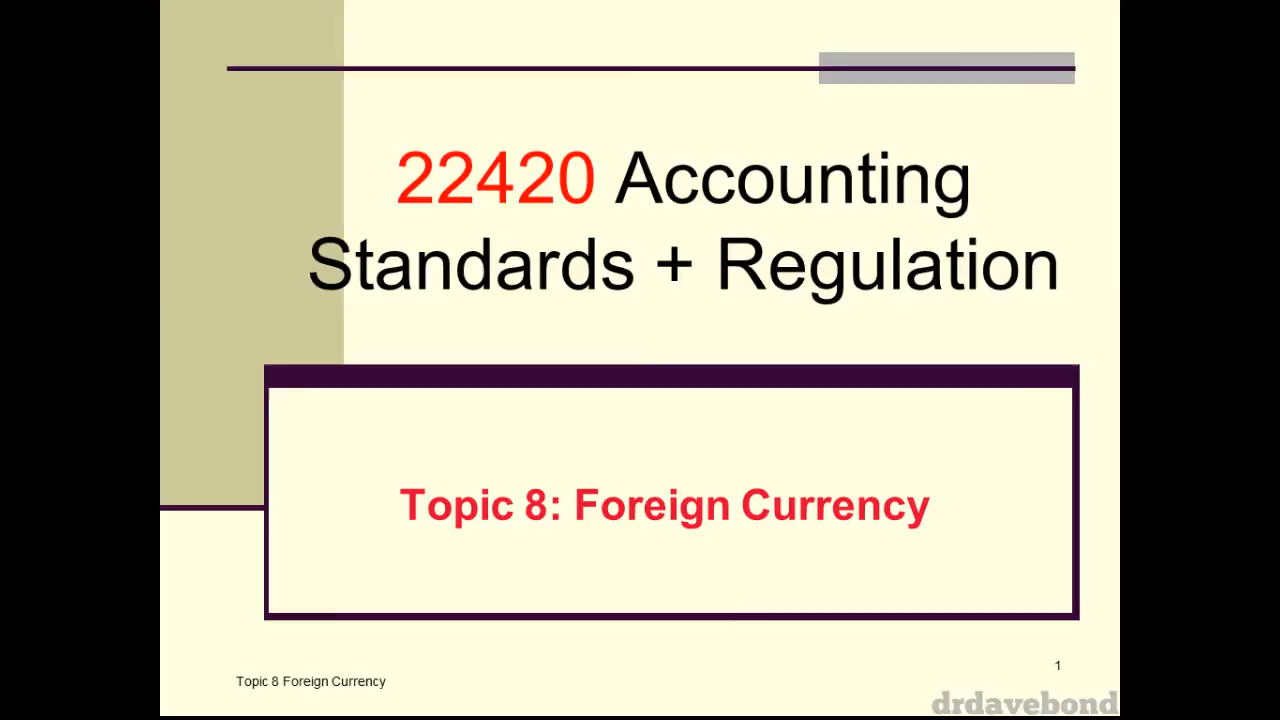 22420 Accounting
Standards + Regulation
Topic 8: Foreign Currency
1
Topic 8 Foreign Currency
drdavebond